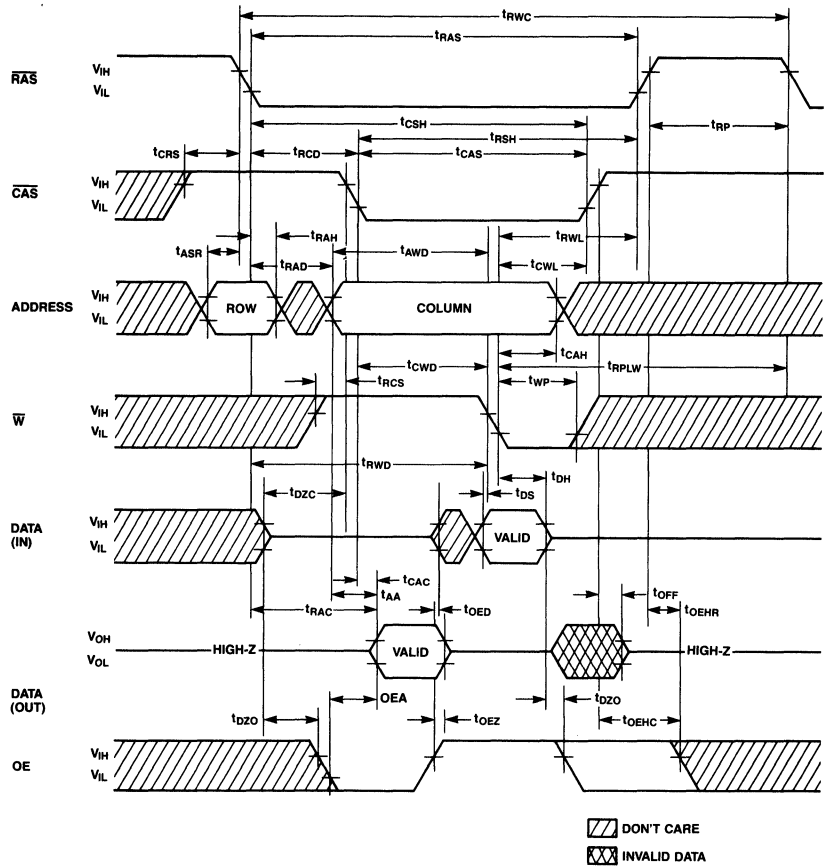 tRWC
tRAS
RAS
VIH
VIL
tCSH
tRP
tRSH
tCRS
tRCD
tCAS
CAS
VIH
VIL
tASR
tRAH
tAWD
tRWL
tRAD
tCWL
ADDRESS
VIH
VIL
ROW
COLUMN
tCAH
tCWD
tRPLW
tRCS
tWP
W
VIH
VIL
tRWD
tDH
tDZC
tDS
DATA
(IN)
VIH
VIL
VALID
tCAC
tOFF
tAA
tRAC
tOED
tOEHR
VOH
VOL
HIGH-Z
VALID
HIGH-Z
DATA
(OUT)
OEA
tDZO
tDZO
tOEZ
tOEHC
OE
VIH
VIL
DON'T CARE
INVALID DATA